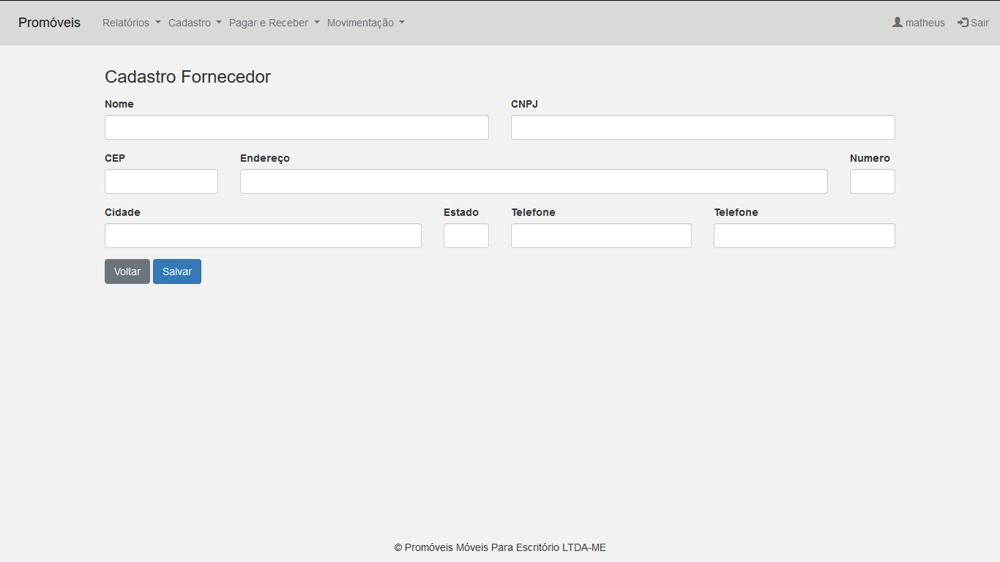 Promóveis Relatórios Cadastro Pagar e Receber Movimentação matheus Sair
Cadastro Fornecedor
Nome CNPJ
CEP Endereço Numero
Cidade Estado Telefone Telefone
Voltar Salvar
© Promóveis Móveis Para Escritório LTDA-ME